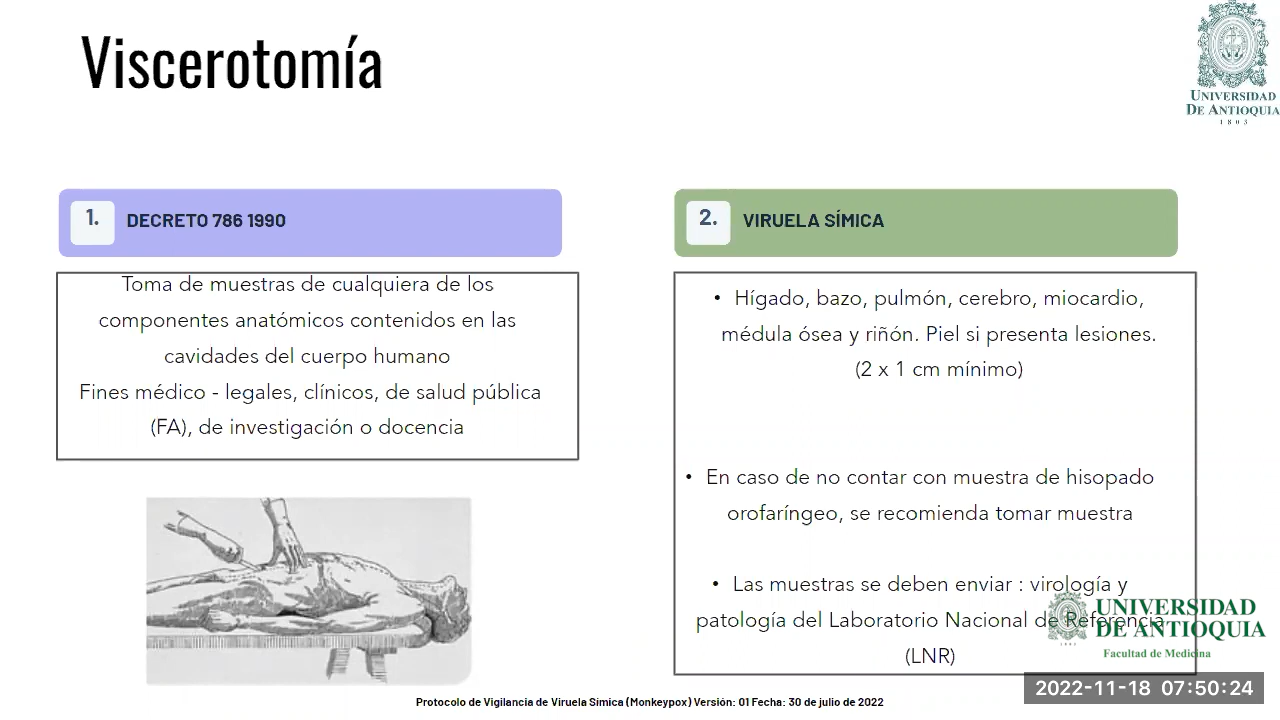 Viscerotomía
UNIVERSIDAD
DE ANTIOQUIA
1803
1.
DECRETO 786 1990
Toma de muestras de cualquiera de los
componentes anatómicos contenidos en las
cavidades del cuerpo humano
Fines médico - legales, clínicos, de salud pública
(FA), de investigación o docencia
2.
VIRUELA SÍMICA
• Hígado, bazo, pulmón, cerebro, miocardio,
médula ósea y riñón. Piel si presenta lesiones.
(2 x 1 cm mínimo)
• En caso de no contar con muestra de hisopado
orofaríngeo, se recomienda tomar muestra
• Las muestras se deben enviar : virología y
patología del Laboratorio Nacional de Referencia
(LNR)
UNIVERSIDAD
DE ANTIOQUIA
1803
Facultad de Medicina
2022-11-18 07:50:24
Protocolo de Vigilancia de Viruela Símica (Monkeypox) Versión: 01 Fecha: 30 de julio de 2022